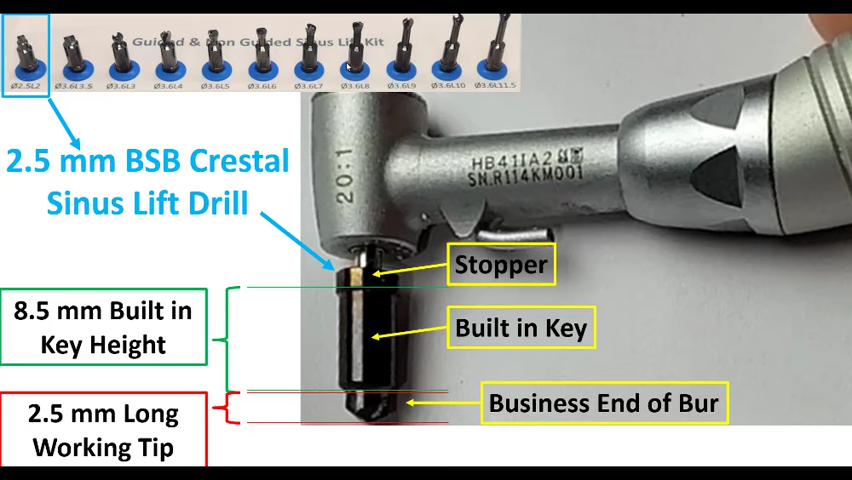 Guided & Non Guided Sinus Lift Kit
Ø2.5L2 Ø3.6L3.5 Ø3.6L3 Ø3.6L4 Ø3.6L5 Ø3.6L6 Ø3.6L7 Ø3.6L8 Ø3.6L9 Ø3.6L10 Ø3.6L11.5
2.5 mm BSB Crestal
Sinus Lift Drill
20:1
HB41IA2
SN.R114KM001
Stopper
8.5 mm Built in
Key Height
Built in Key
2.5 mm Long
Working Tip
Business End of Bur